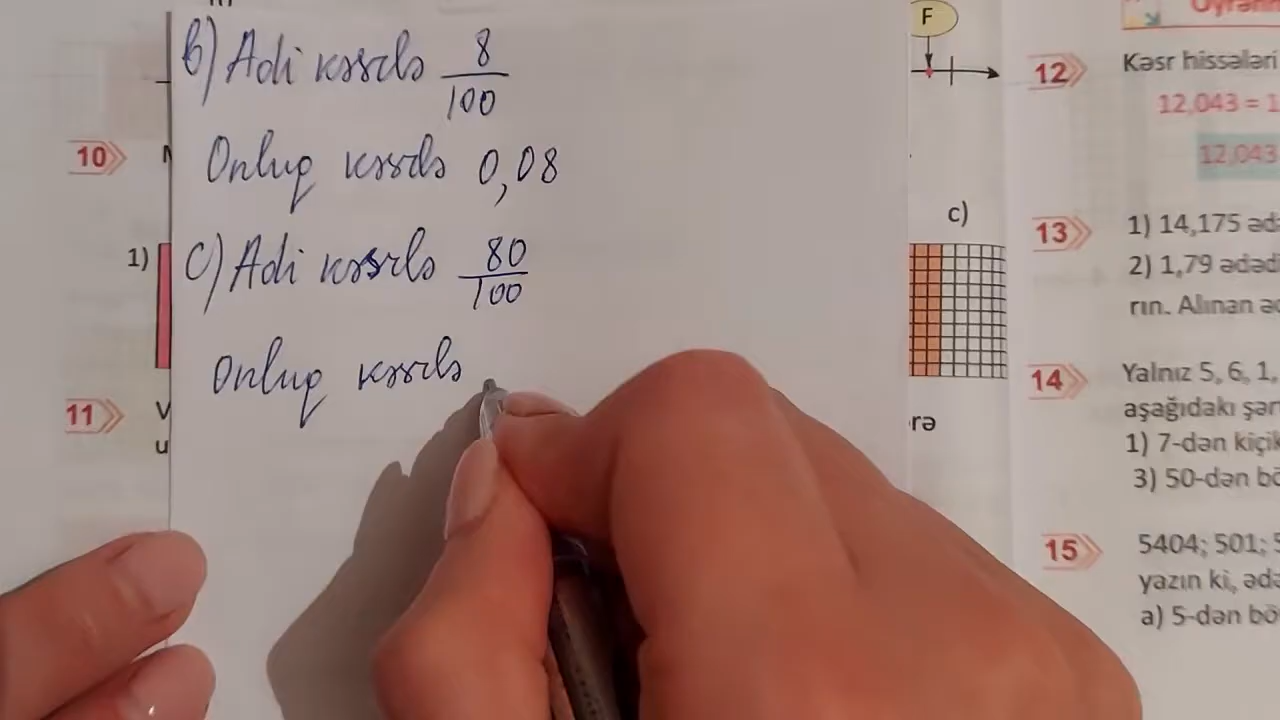 b) Adi kəsrlə 8/100
Onluq kəsrlə 0,08
c) Adi kəsrlə 80/100
Onluq kəsrlə
10
1)
11
F
c)
rə
12
Kəsr hissələri
12,043 = 1
12,043
13
1) 14,175 əd
2) 1,79 ədəd
rın. Alınan
14
Yalnız 5, 6, 1,
aşağıdakı şər
1) 7-dən kiçik
3) 50-dən bö
15
5404; 501; 5
yazın ki, ədə
a) 5-dən bö